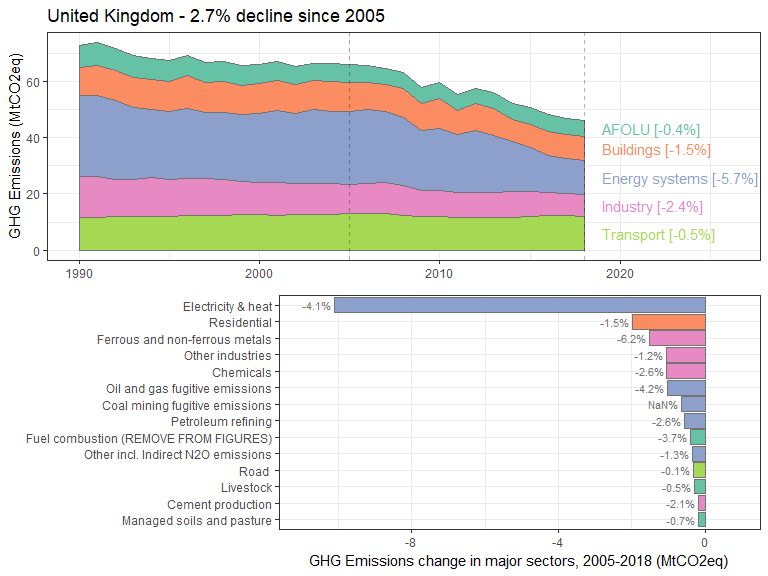 United Kingdom - 2.7% decline since 2005
GHG Emissions (MtCO2eq)
60
40
20
0
1990
2000
2010
2020
AFOLU [-0.4%]
Buildings [-1.5%]
Energy systems [-5.7%]
Industry [-2.4%]
Transport [-0.5%]
Electricity & heat -4.1%
Residential -1.5%
Ferrous and non-ferrous metals -6.2%
Other industries -1.2%
Chemicals -2.6%
Oil and gas fugitive emissions -4.2%
Coal mining fugitive emissions NaN%
Petroleum refining -2.6%
Fuel combustion (REMOVE FROM FIGURES) -3.7%
Other incl. Indirect N2O emissions -1.3%
Road -0.1%
Livestock -0.5%
Cement production -2.1%
Managed soils and pasture -0.7%
-8
-4
0
GHG Emissions change in major sectors, 2005-2018 (MtCO2eq)